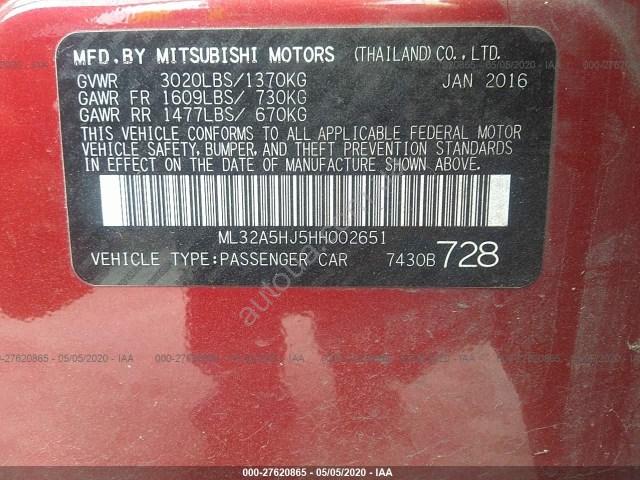 MFD.BY MITSUBISHI MOTORS (THAILAND)CO.,LTD.
GVWR 3020LBS/1370KG JAN 2016
GAWR FR 1609LBS/ 730KG
GAWR RR 1477LBS/ 670KG
THIS VEHICLE CONFORMS TO ALL APPLICABLE FEDERAL MOTOR
VEHICLE SAFETY, BUMPER, AND THEFT PREVENTION STANDARDS
IN EFFECT ON THE DATE OF MANUFACTURE SHOWN ABOVE.
ML32A5HJ5HH002651
VEHICLE TYPE:PASSENGER CAR 7430B 728
000-27620865 - 05/05/2020 - IAA